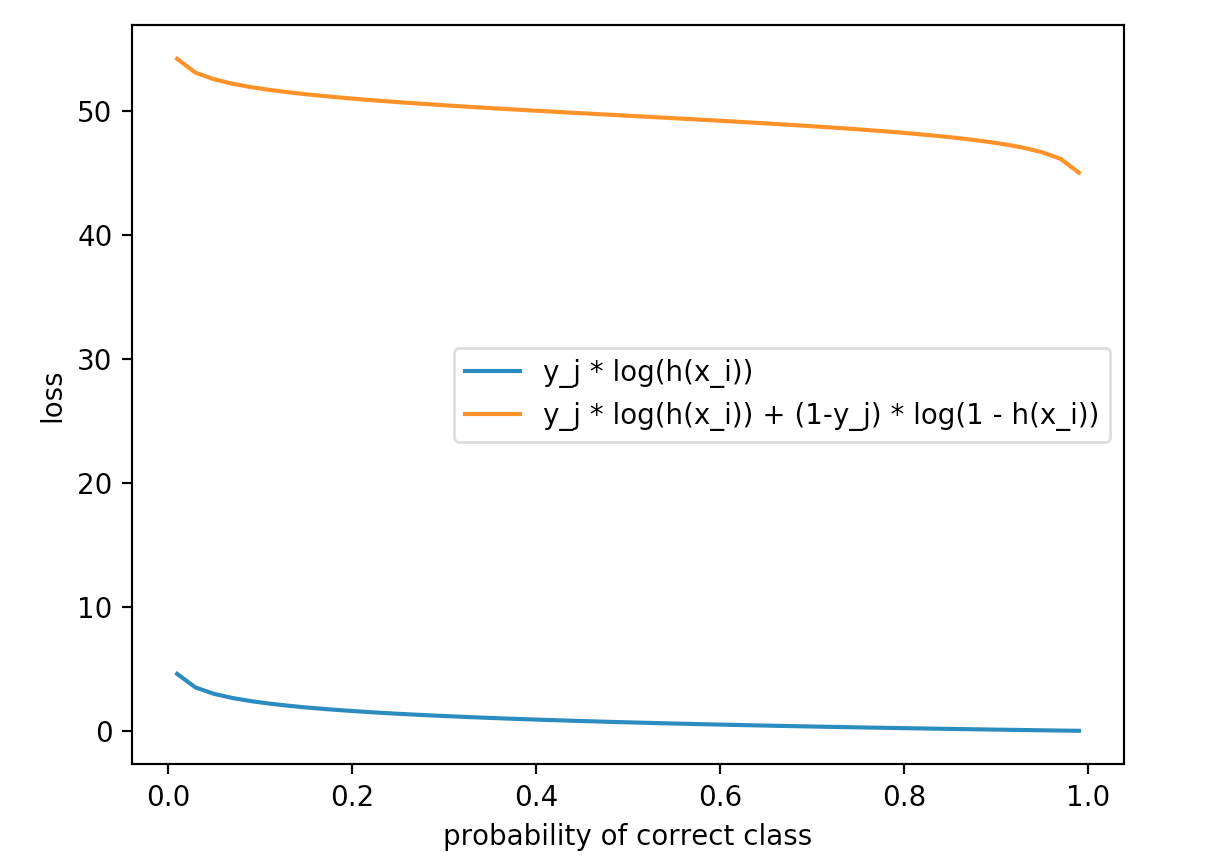 50
40
30
20
10
0
loss
y_j * log(h(x_i))
y_j * log(h(x_i)) + (1-y_j) * log(1 - h(x_i))
0.0 0.2 0.4 0.6 0.8 1.0
probability of correct class